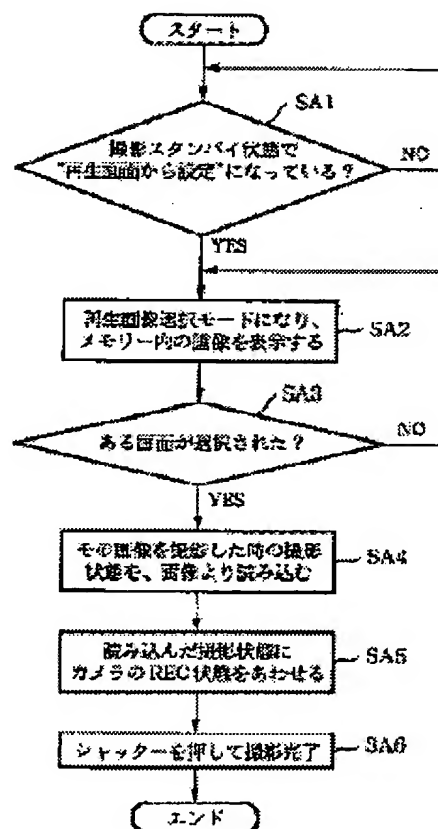 スタート
SA1
撮影スタンバイ状態で
"再生画面から設定"になっている?
NO
YES
再生画像選択モードになり、
メモリー内の画像を表示する
SA2
SA3
ある画面が選択された?
NO
YES
その画像を撮影した時の撮影
状態を、画像より読み込む
SA4
読み込んだ撮影状態に
カメラのREC状態をあわせる
SA5
シャッターを押して撮影完了
SA6
エンド